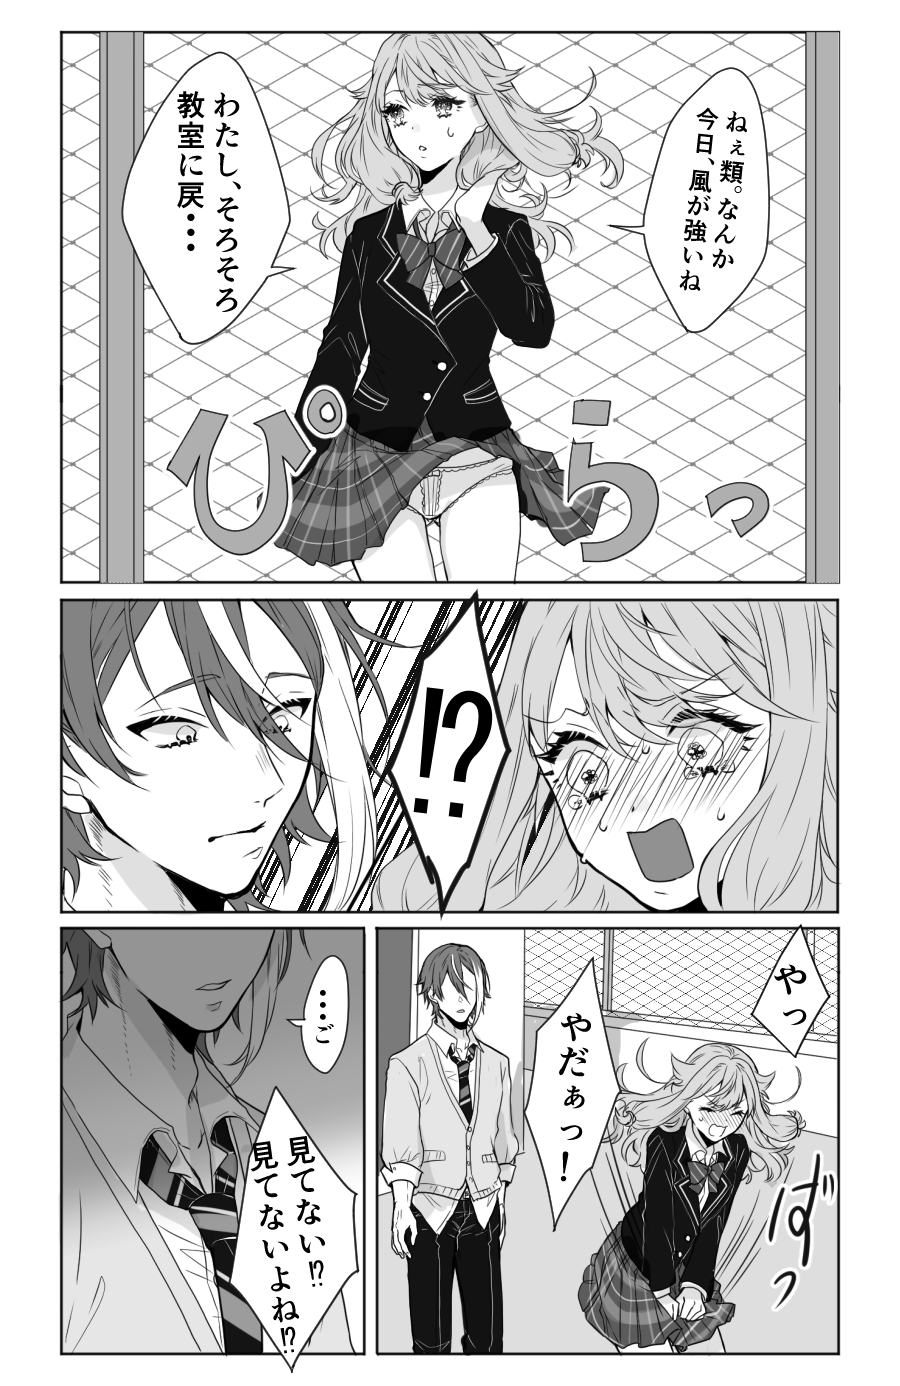 ねぇ類。なんか
今日、風が強いね
わたし、そろそろ
教室に戻・・・
ぴらっ
!?
やっ
やだぁっ！
ばっ
・・・ご
見てない!?
見てないよね!?